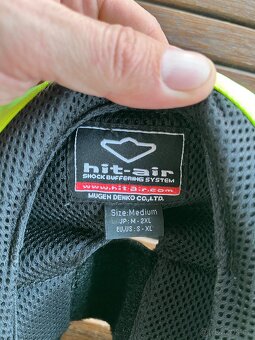 hit-air
SHOCK BUFFERING SYSTEM
www.hit-air.com
MUGEN DENKO CO.,LTD.
Size:Medium
JP: M - 2XL
EU,US: S - XL